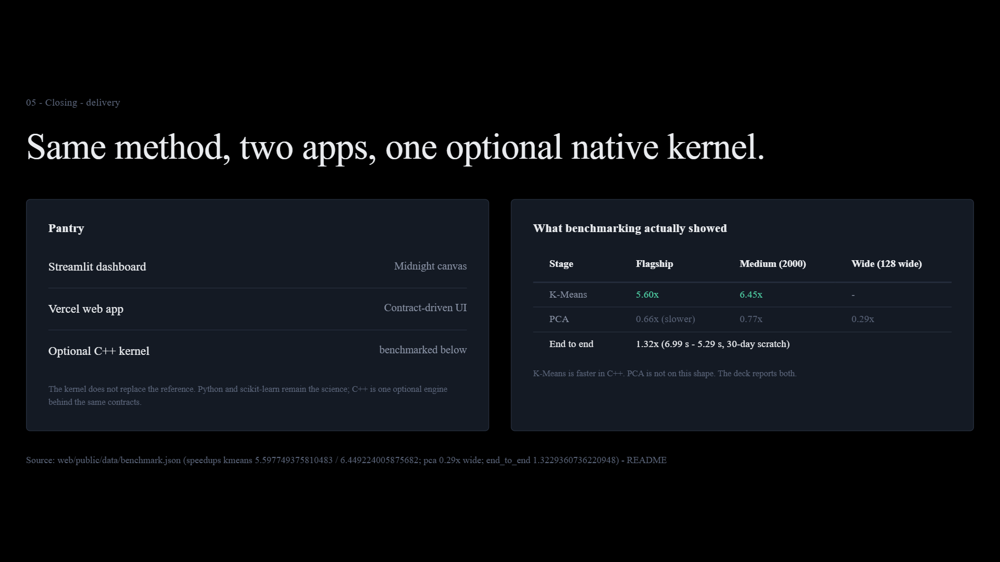 05 - Closing - delivery
Same method, two apps, one optional native kernel.
Pantry
Streamlit dashboard Midnight canvas
Vercel web app Contract-driven UI
Optional C++ kernel benchmarked below
The kernel does not replace the reference. Python and scikit-learn remain the science; C++ is one optional engine
behind the same contracts.
What benchmarking actually showed
Stage Flagship Medium (2000) Wide (128 wide)
K-Means 5.60x 6.45x -
PCA 0.66x (slower) 0.77x 0.29x
End to end 1.32x (6.99 s - 5.29 s, 30-day scratch)
K-Means is faster in C++. PCA is not on this shape. The deck reports both.
Source: web/public/data/benchmark.json (speedups kmeans 5.597749375810483 / 6.449224005875682; pca 0.29x wide; end_to_end 1.3229360736220948) - README